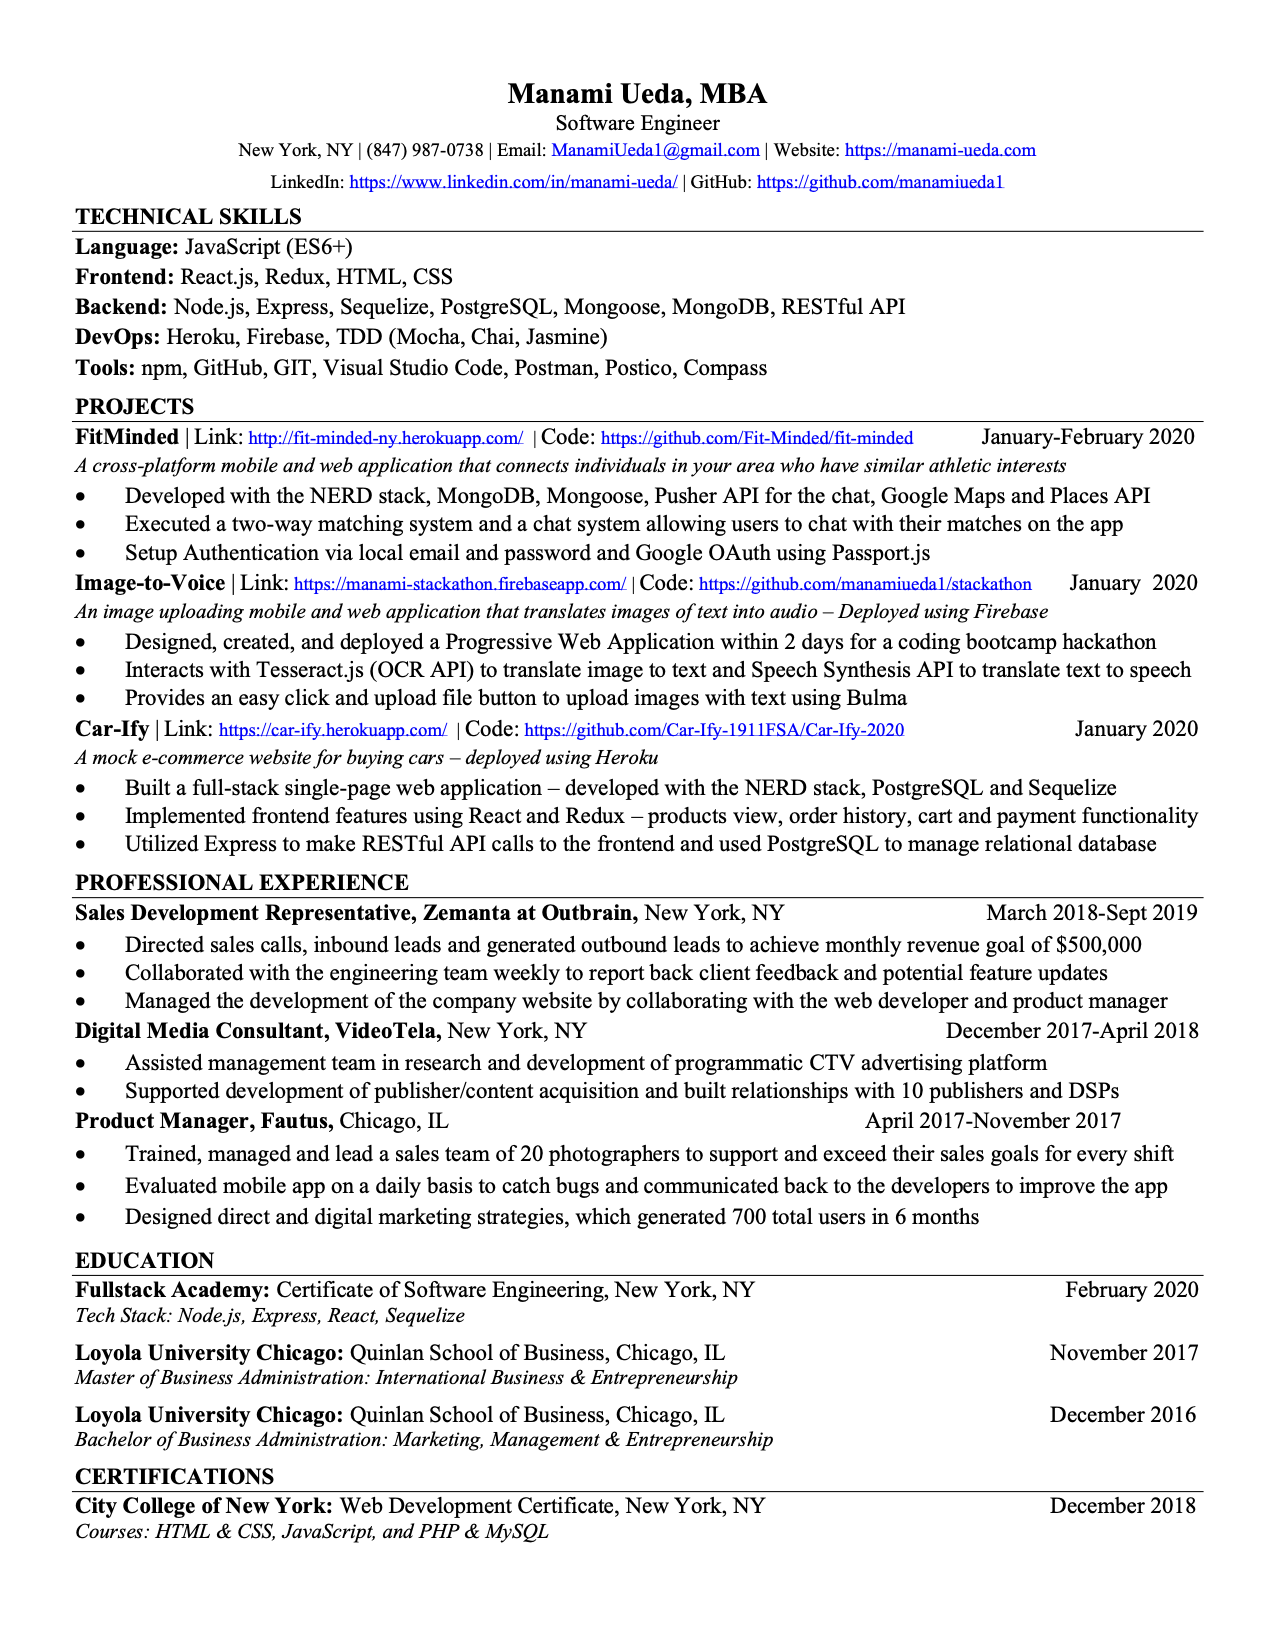 Manami Ueda, MBA
Software Engineer
New York, NY | (847) 987-0738 | Email: ManamiUeda1@gmail.com | Website: https://manami-ueda.com
LinkedIn: https://www.linkedin.com/in/manami-ueda/ | GitHub: https://github.com/manamiueda1
TECHNICAL SKILLS
Language: JavaScript (ES6+)
Frontend: React.js, Redux, HTML, CSS
Backend: Node.js, Express, Sequelize, PostgreSQL, Mongoose, MongoDB, RESTful API
DevOps: Heroku, Firebase, TDD (Mocha, Chai, Jasmine)
Tools: npm, GitHub, GIT, Visual Studio Code, Postman, Postico, Compass
PROJECTS
FitMinded | Link: http://fit-minded-ny.herokuapp.com/ | Code: https://github.com/Fit-Minded/fit-minded January-February 2020
A cross-platform mobile and web application that connects individuals in your area who have similar athletic interests
• Developed with the NERD stack, MongoDB, Mongoose, Pusher API for the chat, Google Maps and Places API
• Executed a two-way matching system and a chat system allowing users to chat with their matches on the app
• Setup Authentication via local email and password and Google OAuth using Passport.js
Image-to-Voice | Link: https://manami-stackathon.firebaseapp.com/ | Code: https://github.com/manamiueda1/stackathon January 2020
An image uploading mobile and web application that translates images of text into audio – Deployed using Firebase
• Designed, created, and deployed a Progressive Web Application within 2 days for a coding bootcamp hackathon
• Interacts with Tesseract.js (OCR API) to translate image to text and Speech Synthesis API to translate text to speech
• Provides an easy click and upload file button to upload images with text using Bulma
Car-Ify | Link: https://car-ify.herokuapp.com/ | Code: https://github.com/Car-Ify-1911FSA/Car-Ify-2020 January 2020
A mock e-commerce website for buying cars – deployed using Heroku
• Built a full-stack single-page web application – developed with the NERD stack, PostgreSQL and Sequelize
• Implemented frontend features using React and Redux – products view, order history, cart and payment functionality
• Utilized Express to make RESTful API calls to the frontend and used PostgreSQL to manage relational database
PROFESSIONAL EXPERIENCE
Sales Development Representative, Zemanta at Outbrain, New York, NY March 2018-Sept 2019
• Directed sales calls, inbound leads and generated outbound leads to achieve monthly revenue goal of $500,000
• Collaborated with the engineering team weekly to report back client feedback and potential feature updates
• Managed the development of the company website by collaborating with the web developer and product manager
Digital Media Consultant, VideoTela, New York, NY December 2017-April 2018
• Assisted management team in research and development of programmatic CTV advertising platform
• Supported development of publisher/content acquisition and built relationships with 10 publishers and DSPs
Product Manager, Fautus, Chicago, IL April 2017-November 2017
• Trained, managed and lead a sales team of 20 photographers to support and exceed their sales goals for every shift
• Evaluated mobile app on a daily basis to catch bugs and communicated back to the developers to improve the app
• Designed direct and digital marketing strategies, which generated 700 total users in 6 months
EDUCATION
Fullstack Academy: Certificate of Software Engineering, New York, NY February 2020
Tech Stack: Node.js, Express, React, Sequelize
Loyola University Chicago: Quinlan School of Business, Chicago, IL November 2017
Master of Business Administration: International Business & Entrepreneurship
Loyola University Chicago: Quinlan School of Business, Chicago, IL December 2016
Bachelor of Business Administration: Marketing, Management & Entrepreneurship
CERTIFICATIONS
City College of New York: Web Development Certificate, New York, NY December 2018
Courses: HTML & CSS, JavaScript, and PHP & MySQL